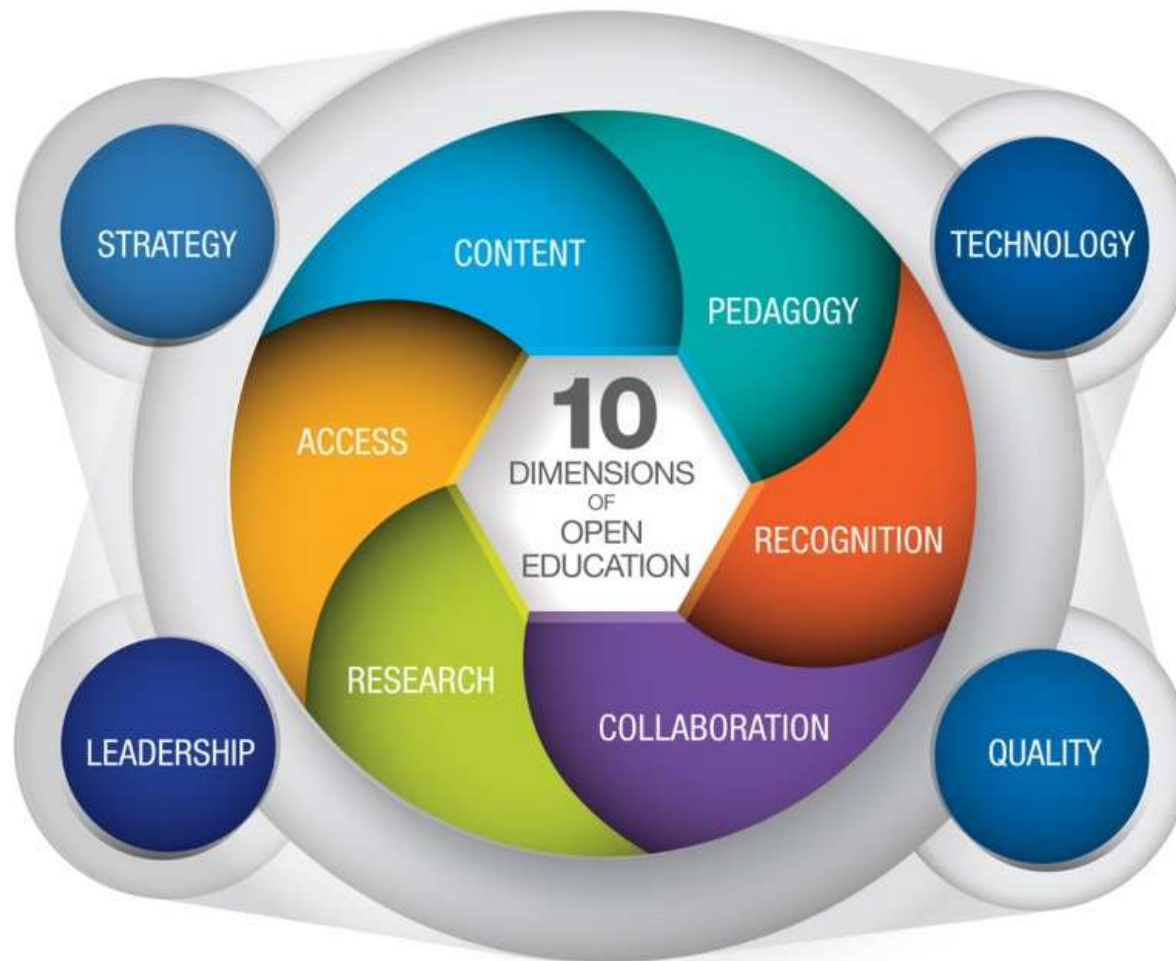 STRATEGY
TECHNOLOGY
CONTENT
PEDAGOGY
ACCESS
10
DIMENSIONS
OF
OPEN
EDUCATION
RECOGNITION
RESEARCH
COLLABORATION
LEADERSHIP
QUALITY